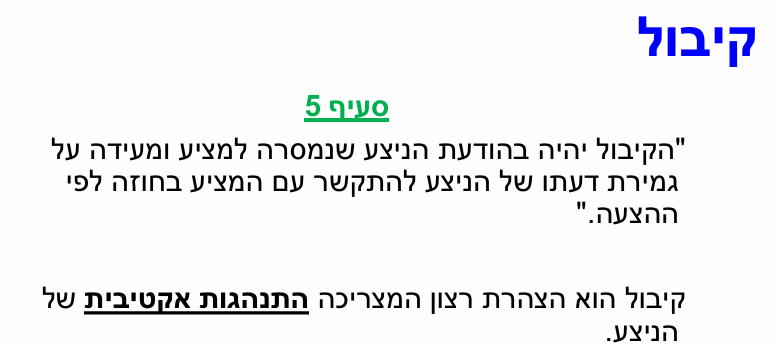 קיבול
סעיף 5
"הקיבול יהיה בהודעת הניצע שנמסרה למציע ומעידה על
גמירת דעתו של הניצע להתקשר עם המציע בחוזה לפי
ההצעה."
קיבול הוא הצהרת רצון המצריכה התנהגות אקטיבית של
הניצע.